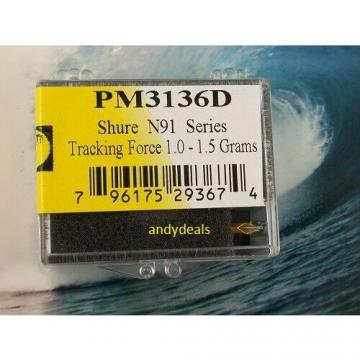 PM3136D
Shure N91 Series
Tracking Force 1.0 - 1.5 Grams
7 96175 29367 4
andydeals